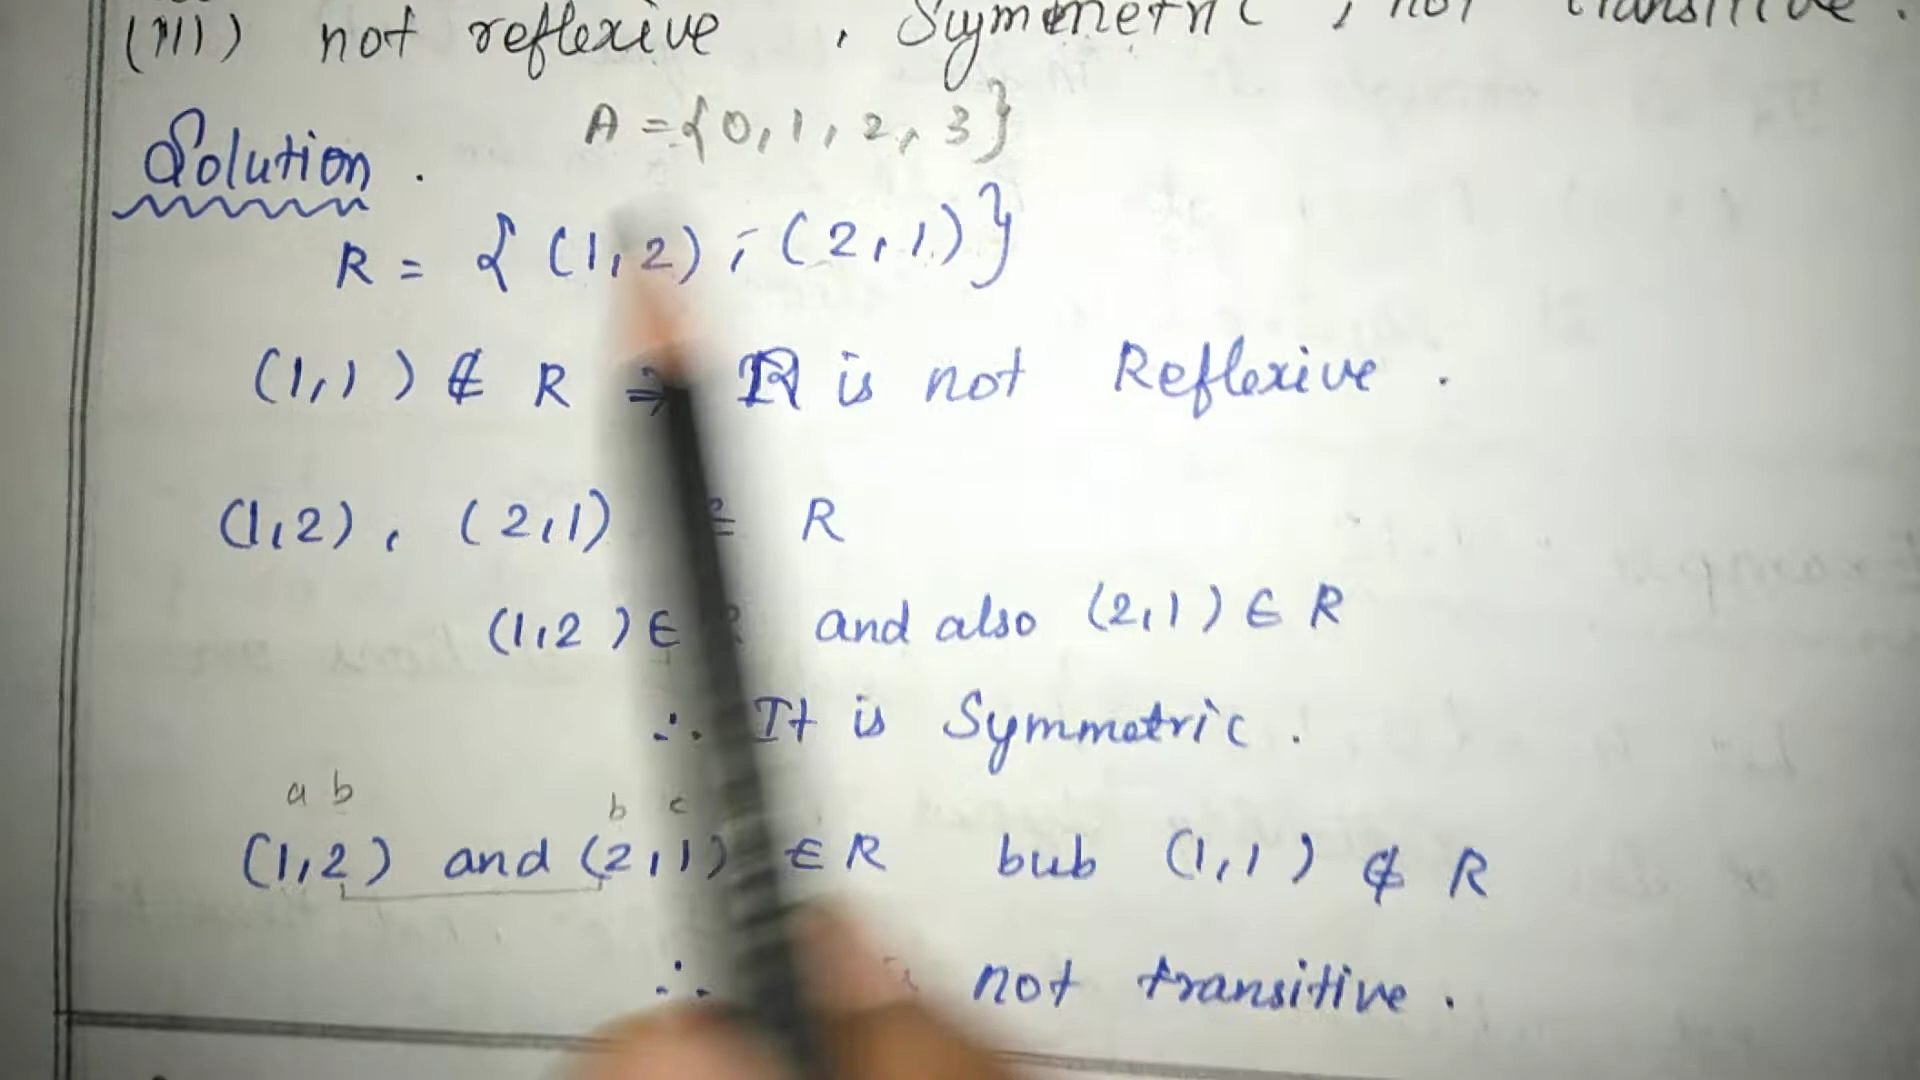 (III) not reflexive , Symmetric , not transitive .
A = {0, 1, 2, 3}
Solution .
R = { (1,2) , (2,1) }
(1,1) ∉ R ⇒ R is not Reflexive .
(1,2) , (2,1) ∈ R
(1,2) ∈ R and also (2,1) ∈ R
∴ It is Symmetric .
a b b c
(1,2) and (2,1) ∈ R bub (1,1) ∉ R
∴ not transitive .